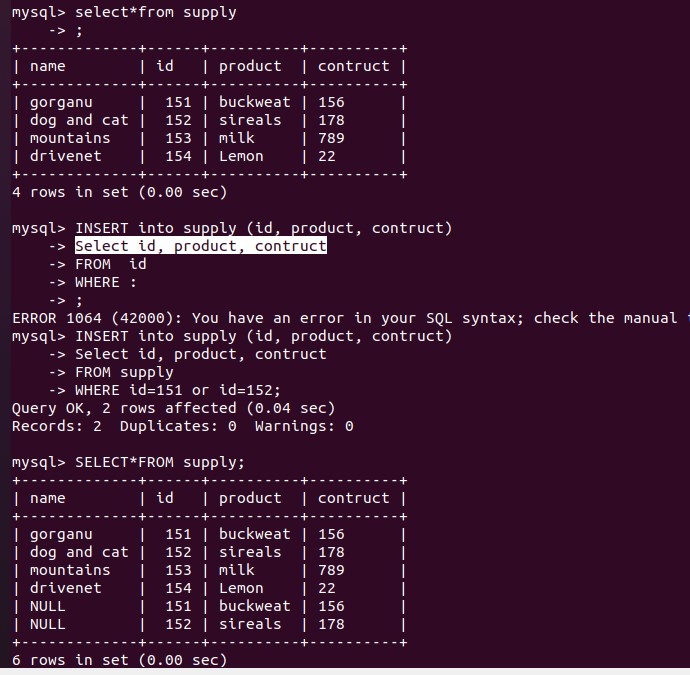 mysql> select*from supply
    -> ;
+-------------+------+----------+----------+
| name        | id   | product  | contruct |
+-------------+------+----------+----------+
| gorganu     |  151 | buckweat | 156      |
| dog and cat |  152 | sireals  | 178      |
| mountains   |  153 | milk     | 789      |
| drivenet    |  154 | Lemon    | 22       |
+-------------+------+----------+----------+
4 rows in set (0.00 sec)
mysql> INSERT into supply (id, product, contruct)
    -> Select id, product, contruct
    -> FROM  id
    -> WHERE :
    -> ;
ERROR 1064 (42000): You have an error in your SQL syntax; check the manual
mysql> INSERT into supply (id, product, contruct)
    -> Select id, product, contruct
    -> FROM supply
    -> WHERE id=151 or id=152;
Query OK, 2 rows affected (0.04 sec)
Records: 2  Duplicates: 0  Warnings: 0
mysql> SELECT*FROM supply;
+-------------+------+----------+----------+
| name        | id   | product  | contruct |
+-------------+------+----------+----------+
| gorganu     |  151 | buckweat | 156      |
| dog and cat |  152 | sireals  | 178      |
| mountains   |  153 | milk     | 789      |
| drivenet    |  154 | Lemon    | 22       |
| NULL        |  151 | buckweat | 156      |
| NULL        |  152 | sireals  | 178      |
+-------------+------+----------+----------+
6 rows in set (0.00 sec)